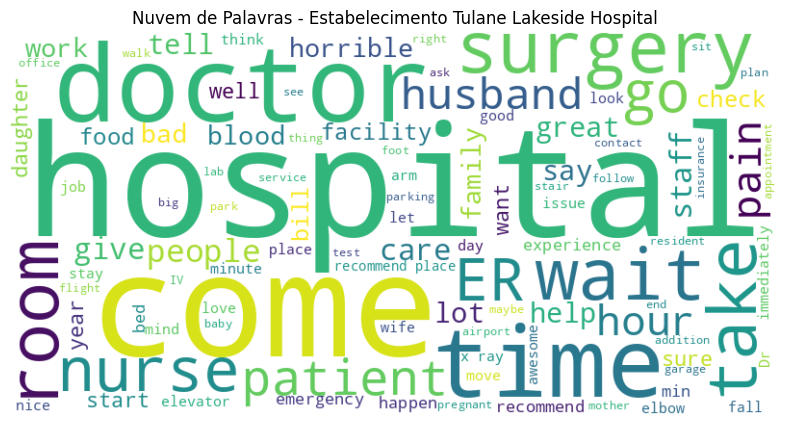 Nuvem de Palavras - Estabelecimento Tulane Lakeside Hospital
work walk tell think horrible right surgery
office see ask husband go sit plan
daughter doctor well good look check
food bad blood facility great contact
hospital thing foot say staff insurance pain appointment
job big lab service arm family want issue
park bill parking let stair follow
room give people place care day experience resident
stay minute test recommend place ER wait take immediately
flight IV love help hour
year come bed mind baby wife lot maybe end
airport time awesome addition Dr
nurse patient x ray move sure garage
nice start elevator emergency happen pregnant recommend mother elbow min fall